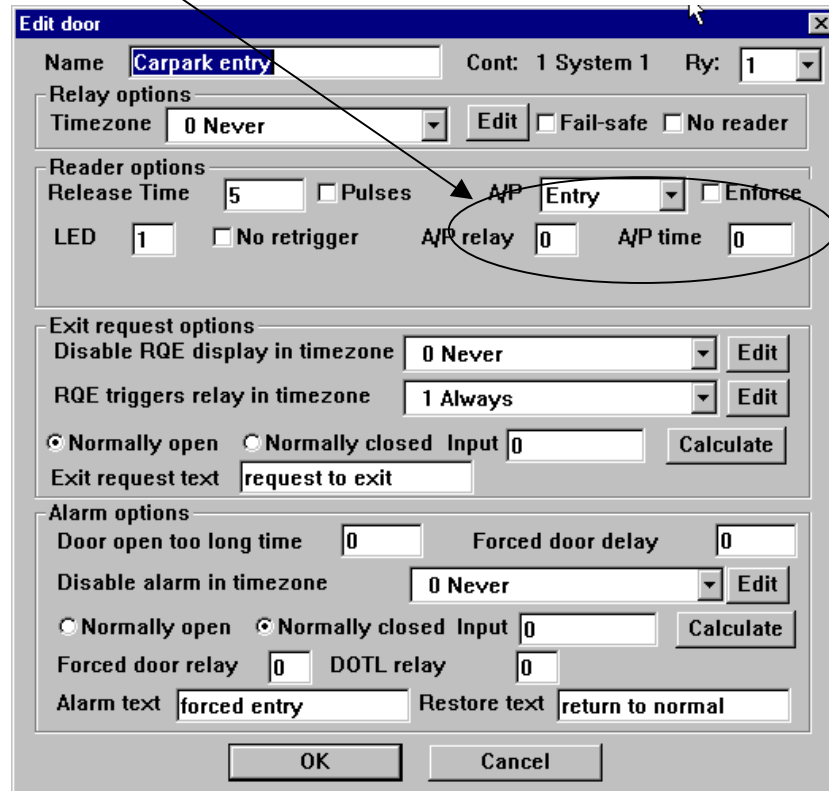 Edit door
Name Carpark entry Cont: 1 System 1 Ry: 1
Relay options
Timezone 0 Never Edit Fail-safe No reader
Reader options
Release Time 5 Pulses A/P Entry Enforce
LED 1 No retrigger A/P relay 0 A/P time 0
Exit request options
Disable RQE display in timezone 0 Never Edit
RQE triggers relay in timezone 1 Always Edit
Normally open Normally closed Input 0 Calculate
Exit request text request to exit
Alarm options
Door open too long time 0 Forced door delay 0
Disable alarm in timezone 0 Never Edit
Normally open Normally closed Input 0 Calculate
Forced door relay 0 DOTL relay 0
Alarm text forced entry Restore text return to normal
OK Cancel